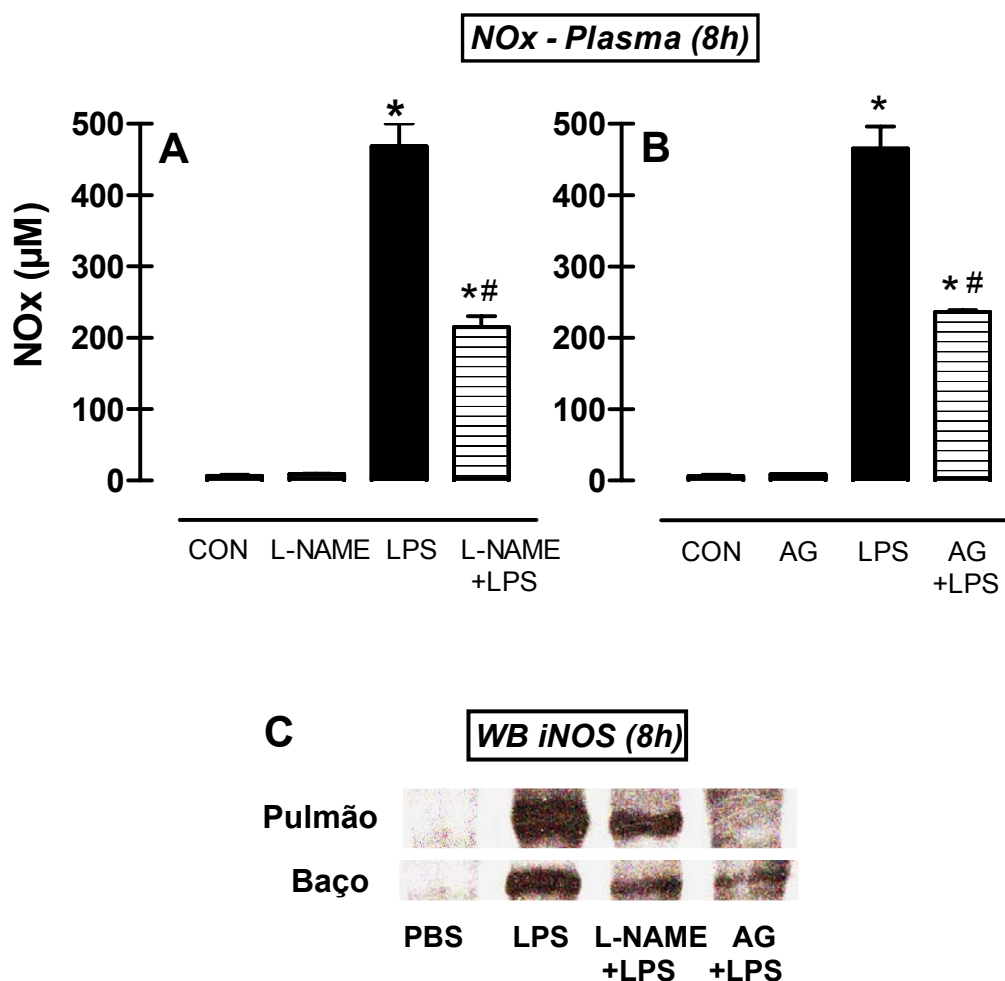 NOx - Plasma (8h)
A
NOx (µM)
500
400
300
200
100
0
*
*#
CON L-NAME LPS L-NAME
+LPS
B
500
400
300
200
100
0
*
* #
CON AG LPS AG
+LPS
C
WB iNOS (8h)
Pulmão
Baço
PBS LPS L-NAME AG
+LPS +LPS